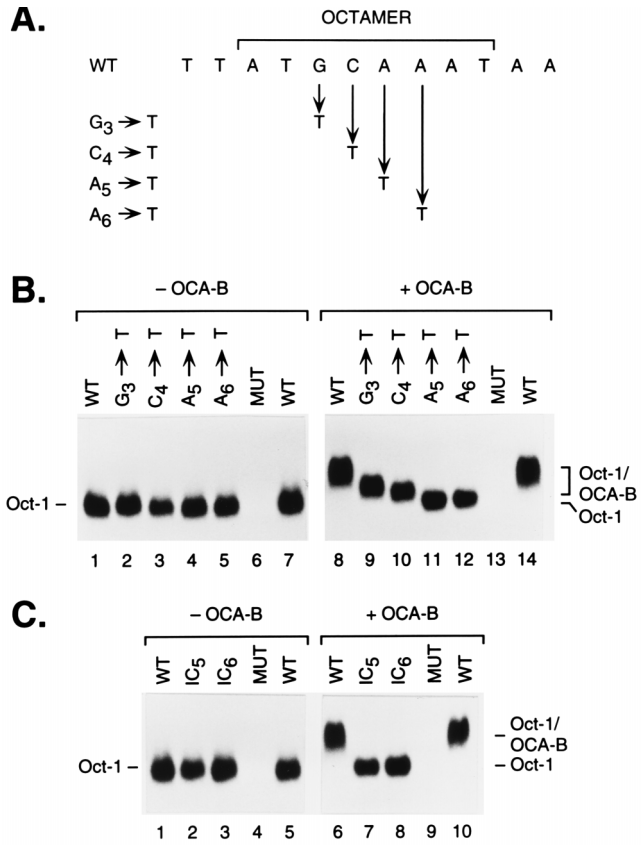 A.
OCTAMER
WT T T A T G C A A A T A A
G3 → T T
C4 → T T
A5 → T T
A6 → T T
B.
– OCA-B + OCA-B
WT G3 → T C4 → T A5 → T A6 → T MUT WT WT G3 → T C4 → T A5 → T A6 → T MUT WT
Oct-1 –
Oct-1/
OCA-B
Oct-1
1 2 3 4 5 6 7 8 9 10 11 12 13 14
C.
– OCA-B + OCA-B
WT IC5 IC6 MUT WT WT IC5 IC6 MUT WT
Oct-1/
OCA-B
Oct-1 – – Oct-1
1 2 3 4 5 6 7 8 9 10